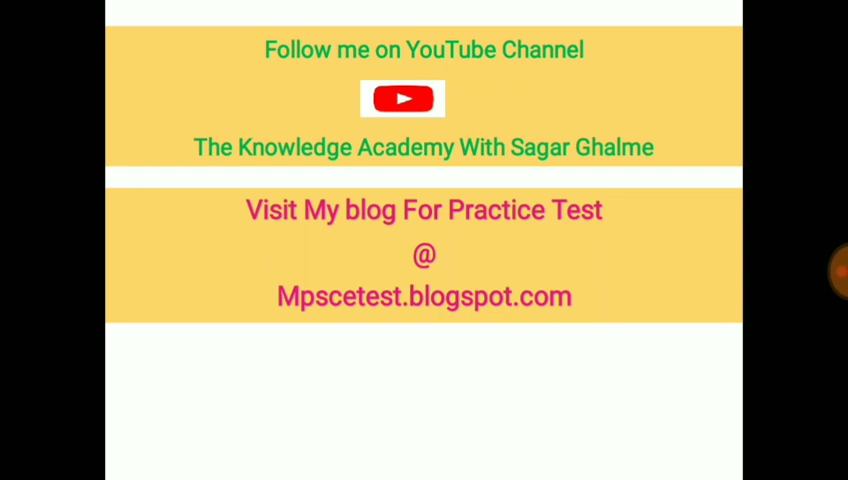 Follow me on YouTube Channel
The Knowledge Academy With Sagar Ghalme
Visit My blog For Practice Test
@
Mpscetest.blogspot.com